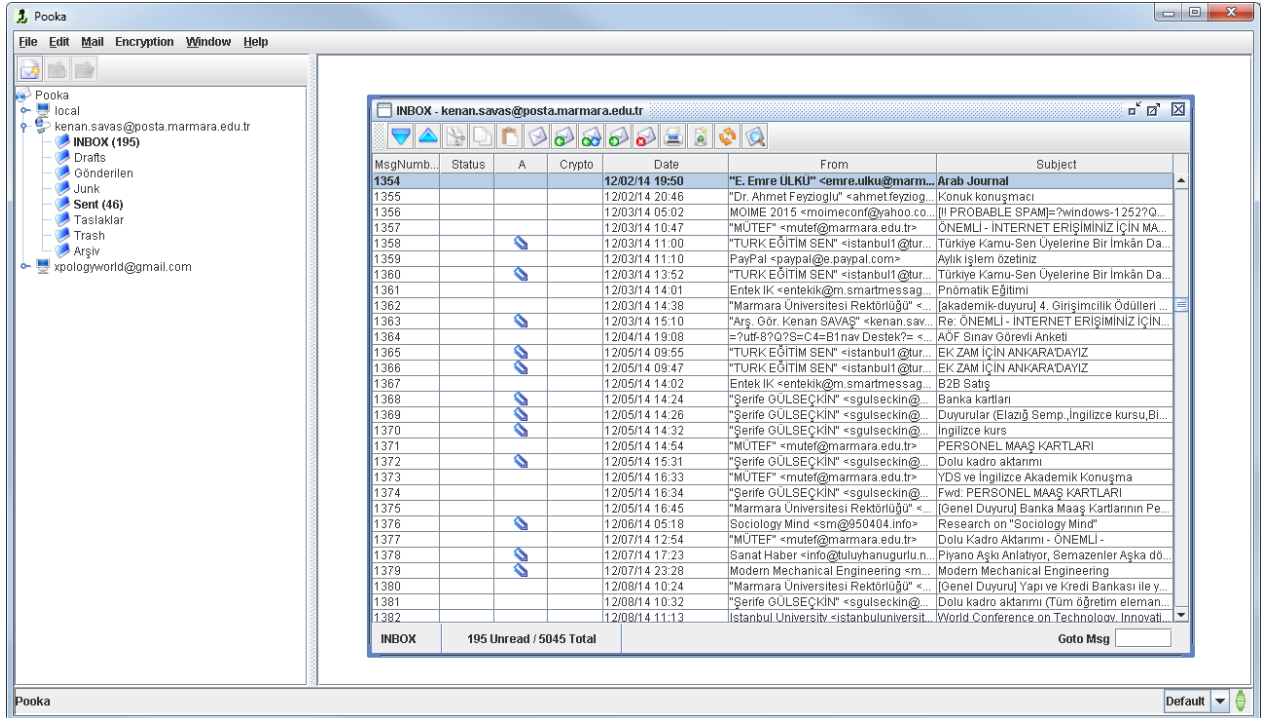 Pooka
File Edit Mail Encryption Window Help
Pooka
local
kenan.savas@posta.marmara.edu.tr
INBOX (195)
Drafts
Gönderilen
Junk
Sent (46)
Taslaklar
Trash
Arşiv
xpologyworld@gmail.com
INBOX - kenan.savas@posta.marmara.edu.tr
MsgNumb... Status A Crypto Date From Subject
1354 12/02/14 19:50 "E. Emre ÜLKÜ" <emre.ulku@marm... Arab Journal
1355 12/02/14 20:46 "Dr. Ahmet Feyzioglu" <ahmet.feyziog... Konuk konuşmacı
1356 12/03/14 05:02 MOIME 2015 <moimeconf@yahoo.co... [!! PROBABLE SPAM]=?windows-1252?Q...
1357 12/03/14 10:47 "MÜTEF" <mutef@marmara.edu.tr> ÖNEMLİ - İNTERNET ERİŞİMİNİZ İÇİN MA...
1358 12/03/14 11:00 "TURK EĞİTİM SEN" <istanbul1@tur... Türkiye Kamu-Sen Üyelerine Bir İmkân Da...
1359 12/03/14 11:10 PayPal <paypal@e.paypal.com> Aylık işlem özetiniz
1360 12/03/14 13:52 "TURK EĞİTİM SEN" <istanbul1@tur... Türkiye Kamu-Sen Üyelerine Bir İmkân Da...
1361 12/03/14 14:01 Entek IK <entekik@m.smartmessag... Pnömatik Eğitimi
1362 12/03/14 14:38 "Marmara Üniversitesi Rektörlüğü" <... [akademik-duyuru] 4. Girişimcilik Ödülleri ...
1363 12/03/14 15:10 "Arş. Gör. Kenan SAVAŞ" <kenan.sav... Re: ÖNEMLİ - İNTERNET ERİŞİMİNİZ İÇİN...
1364 12/04/14 19:08 =?utf-8?Q?S=C4=B1nav Destek?= <... AÖF Sınav Görevli Anketi
1365 12/05/14 09:55 "TURK EĞİTİM SEN" <istanbul1@tur... EK ZAM İÇİN ANKARA'DAYIZ
1366 12/05/14 09:47 "TURK EĞİTİM SEN" <istanbul1@tur... EK ZAM İÇİN ANKARA'DAYIZ
1367 12/05/14 14:02 Entek IK <entekik@m.smartmessag... B2B Satış
1368 12/05/14 14:24 "Şerife GÜLSEÇKİN" <sgulseckin@... Banka kartları
1369 12/05/14 14:26 "Şerife GÜLSEÇKİN" <sgulseckin@... Duyurular (Elazığ Semp.,İngilizce kursu,Bi...
1370 12/05/14 14:32 "Şerife GÜLSEÇKİN" <sgulseckin@... İngilizce kurs
1371 12/05/14 14:54 "MÜTEF" <mutef@marmara.edu.tr> PERSONEL MAAŞ KARTLARI
1372 12/05/14 15:31 "Şerife GÜLSEÇKİN" <sgulseckin@... Dolu kadro aktarımı
1373 12/05/14 16:33 "MÜTEF" <mutef@marmara.edu.tr> YDS ve İngilizce Akademik Konuşma
1374 12/05/14 16:34 "Şerife GÜLSEÇKİN" <sgulseckin@... Fwd: PERSONEL MAAŞ KARTLARI
1375 12/05/14 16:45 "Marmara Üniversitesi Rektörlüğü" <... [Genel Duyuru] Banka Maaş Kartlarının Pe...
1376 12/06/14 05:18 Sociology Mind <sm@950404.info> Research on "Sociology Mind"
1377 12/07/14 12:54 "MÜTEF" <mutef@marmara.edu.tr> Dolu Kadro Aktarımı - ÖNEMLİ -
1378 12/07/14 17:23 Sanat Haber <info@tuluyhanugurlu.n... Piyano Aşkı Anlatıyor, Semazenler Aşka dö...
1379 12/07/14 23:28 Modern Mechanical Engineering <m... Modern Mechanical Engineering
1380 12/08/14 10:24 "Marmara Üniversitesi Rektörlüğü" <... [Genel Duyuru] Yapı ve Kredi Bankası ile y...
1381 12/08/14 10:32 "Şerife GÜLSEÇKİN" <sgulseckin@... Dolu kadro aktarımı (Tüm öğretim eleman...
1382 12/08/14 11:13 Istanbul University <istanbuluniversit... World Conference on Technology, Innovati...
INBOX 195 Unread / 5045 Total Goto Msg
Pooka Default